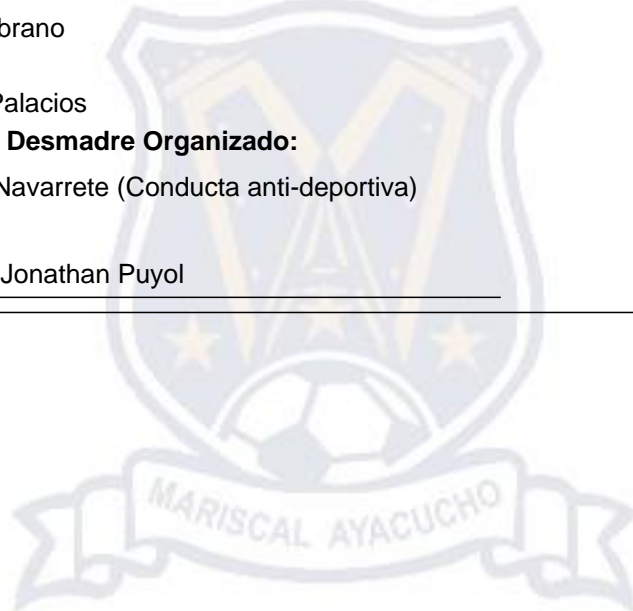 brano
Palacios
Desmadre Organizado:
Navarrete (Conducta anti-deportiva)
Jonathan Puyol
MARISCAL AYACUCHO